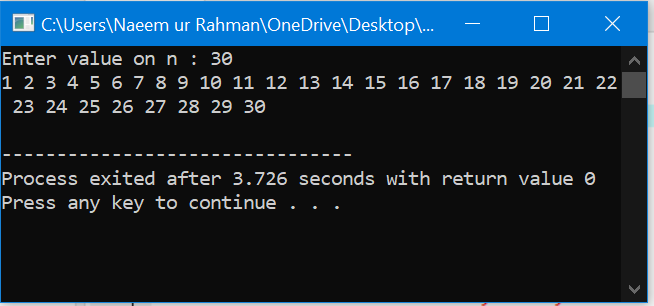 C:\Users\Naeem ur Rahman\OneDrive\Desktop\...
Enter value on n : 30
1 2 3 4 5 6 7 8 9 10 11 12 13 14 15 16 17 18 19 20 21 22
 23 24 25 26 27 28 29 30
--------------------------------
Process exited after 3.726 seconds with return value 0
Press any key to continue . . .